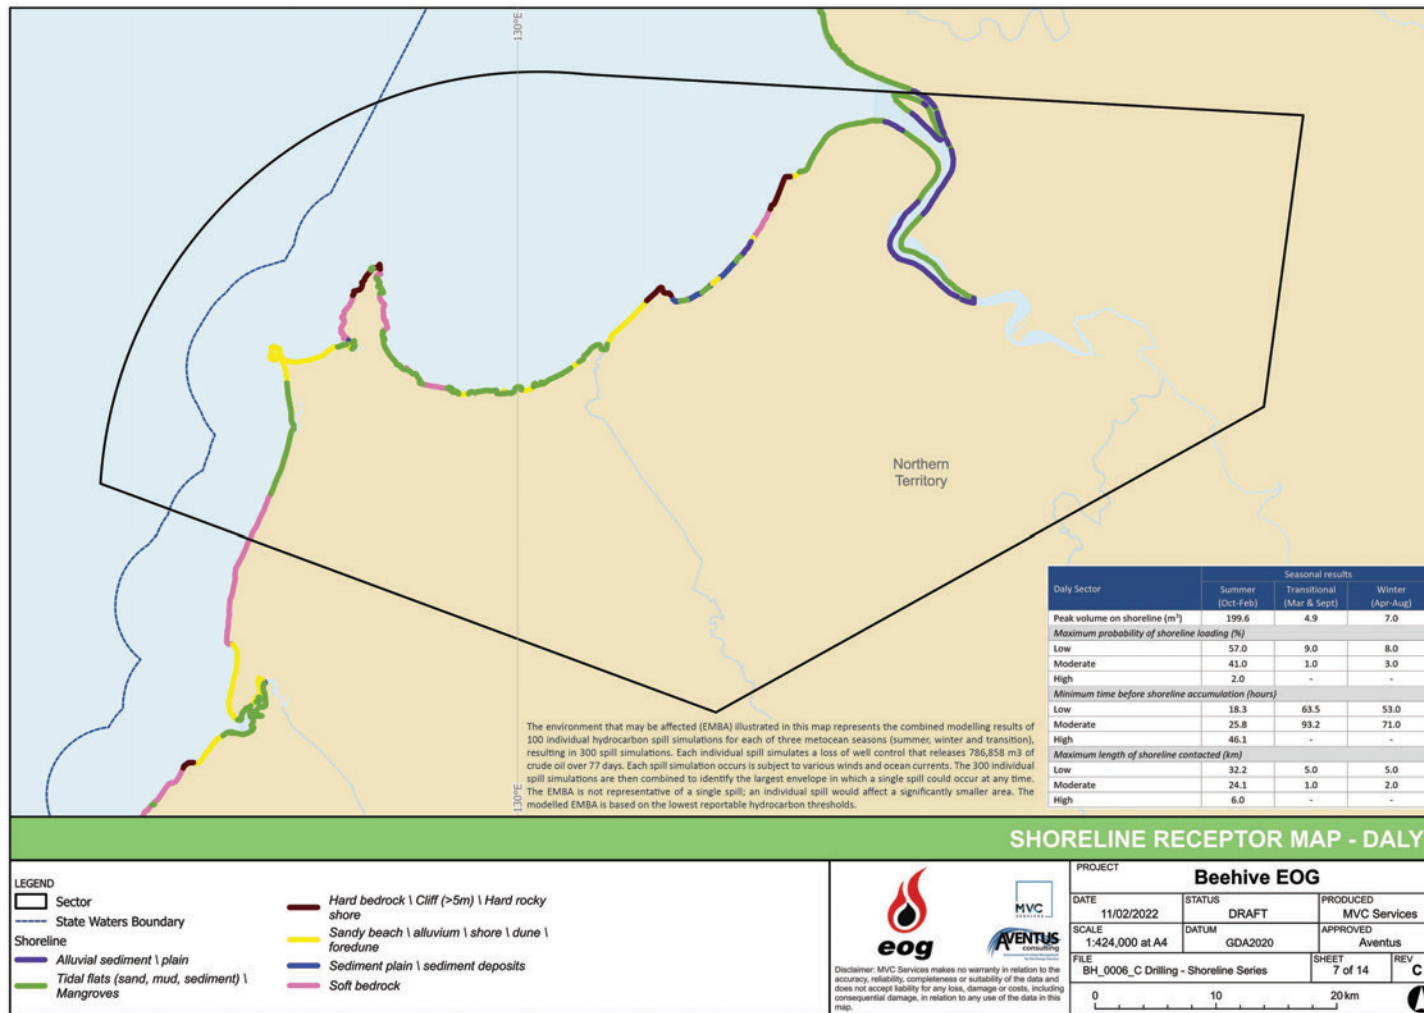 130°E
Northern
Territory
Daly Sector
Seasonal results
Summer
(Oct-Feb)
Transitional
(Mar & Sept)
Winter
(Apr-Aug)
Peak volume on shoreline (m³) 199.6 4.9 7.0
Maximum probability of shoreline loading (%)
Low 57.0 9.0 8.0
Moderate 41.0 1.0 3.0
High 2.0 - -
Minimum time before shoreline accumulation (hours)
Low 18.3 63.5 53.0
Moderate 25.8 93.2 71.0
High 46.1 - -
Maximum length of shoreline contacted (km)
Low 32.2 5.0 5.0
Moderate 24.1 1.0 2.0
High 6.0 - -
The environment that may be affected (EMBA) illustrated in this map represents the combined modelling results of
100 individual hydrocarbon spill simulations for each of three metocean seasons (summer, winter and transition),
resulting in 300 spill simulations. Each individual spill simulates a loss of well control that releases 786,858 m3 of
crude oil over 77 days. Each spill simulation occurs is subject to various winds and ocean currents. The 300 individual
spill simulations are then combined to identify the largest envelope in which a single spill could occur at any time.
The EMBA is not representative of a single spill; an individual spill would affect a significantly smaller area. The
modelled EMBA is based on the lowest reportable hydrocarbon thresholds.
130°E
SHORELINE RECEPTOR MAP - DALY
LEGEND
Sector
State Waters Boundary
Shoreline
Alluvial sediment \ plain
Tidal flats (sand, mud, sediment) \
Mangroves
Hard bedrock \ Cliff (>5m) \ Hard rocky
shore
Sandy beach \ alluvium \ shore \ dune \
foredune
Sediment plain \ sediment deposits
Soft bedrock
eog
MVC
SERVICES
AVENTUS
consulting
Disclaimer: MVC Services makes no warranty in relation to the
accuracy, reliability, completeness or suitability of the data and
does not accept liability for any loss, damage or costs, including
consequential damage, in relation to any use of the data in this
map.
PROJECT
Beehive EOG
DATE
11/02/2022
STATUS
DRAFT
PRODUCED
MVC Services
SCALE
1:424,000 at A4
DATUM
GDA2020
APPROVED
Aventus
FILE
BH_0006_C Drilling - Shoreline Series
SHEET
7 of 14
REV
C
0 10 20 km